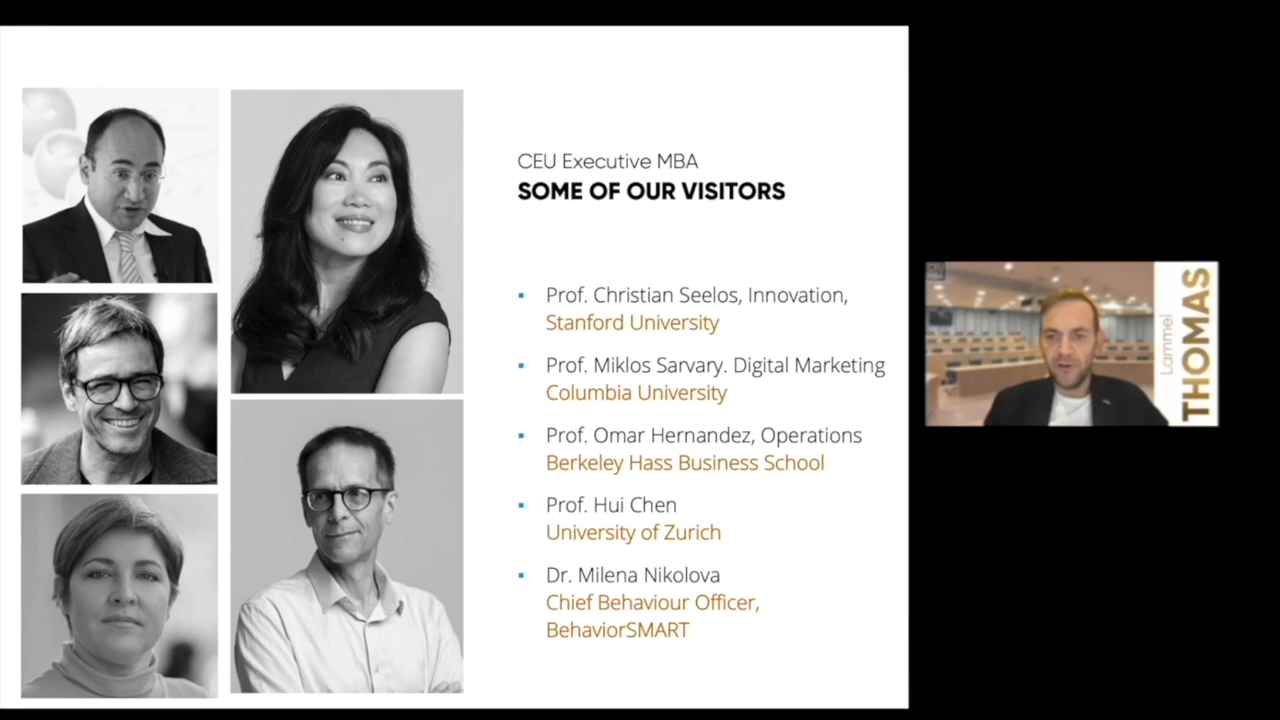 CEU Executive MBA
SOME OF OUR VISITORS
▪ Prof. Christian Seelos, Innovation,
Stanford University
▪ Prof. Miklos Sarvary. Digital Marketing
Columbia University
▪ Prof. Omar Hernandez, Operations
Berkeley Hass Business School
▪ Prof. Hui Chen
University of Zurich
▪ Dr. Milena Nikolova
Chief Behaviour Officer,
BehaviorSMART
Lammel
THOMAS